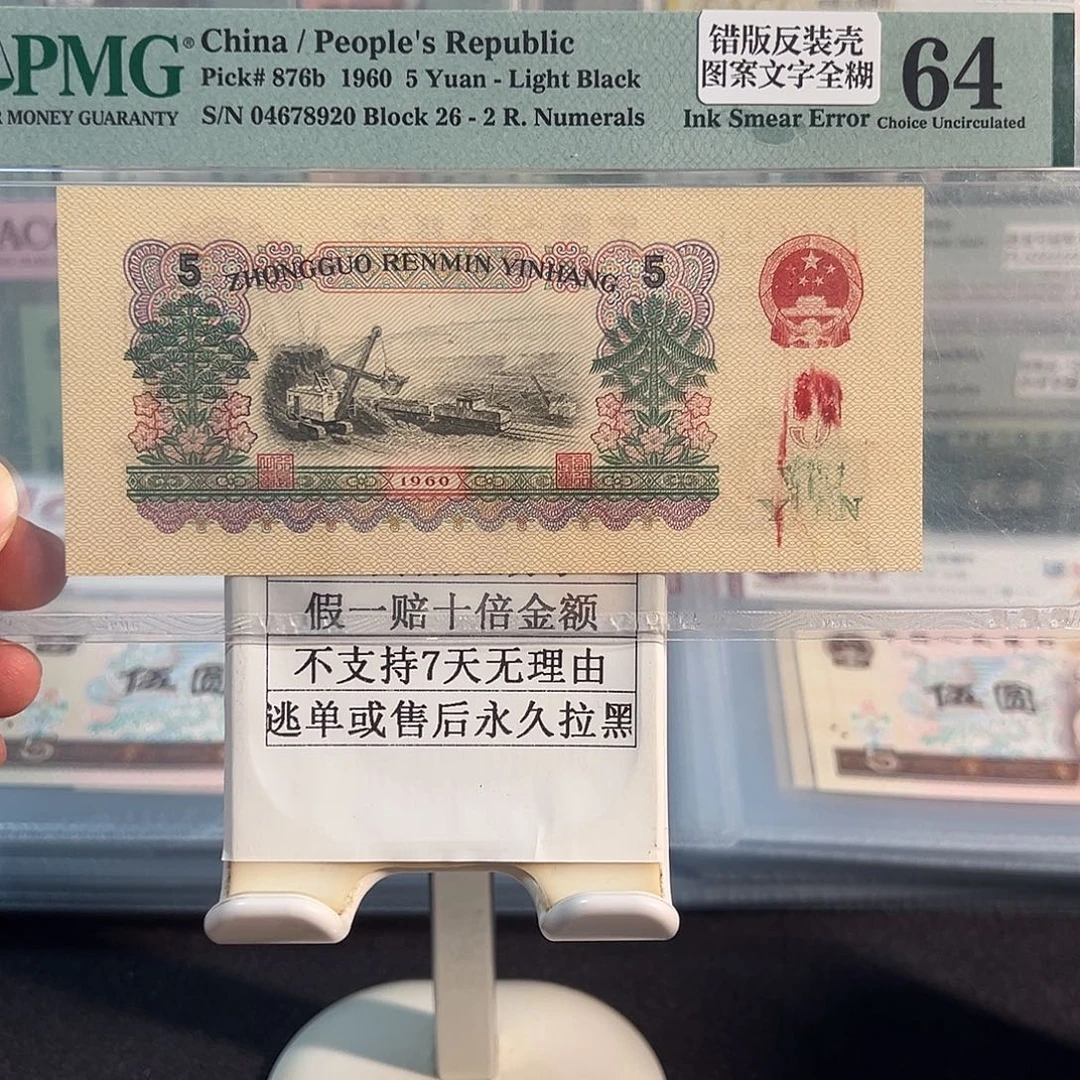 PMG®
MONEY GUARANTY
China / People's Republic
Pick# 876b 1960 5 Yuan - Light Black
S/N 04678920 Block 26 - 2 R. Numerals
错版反装壳
图案文字全糊
Ink Smear Error
64
Choice Uncirculated
5 ZHONGGUO RENMIN YINHANG 5
1960
假一赔十倍金额
不支持7天无理由
逃单或售后永久拉黑
伍圆
5
伍圆
5